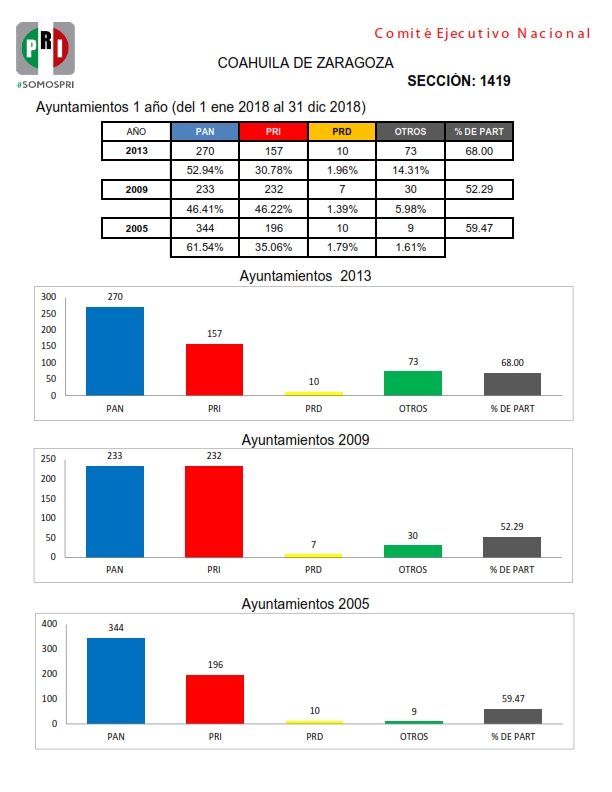 Comité Ejecutivo Nacional
PRI
#SOMOSPRI
COAHUILA DE ZARAGOZA
SECCIÓN: 1419
Ayuntamientos 1 año (del 1 ene 2018 al 31 dic 2018)
AÑO PAN PRI PRD OTROS % DE PART
2013 270 157 10 73 68.00
52.94% 30.78% 1.96% 14.31%
2009 233 232 7 30 52.29
46.41% 46.22% 1.39% 5.98%
2005 344 196 10 9 59.47
61.54% 35.06% 1.79% 1.61%
Ayuntamientos 2013
300
250
200
150
100
50
0
270
157
10
73
68.00
PAN PRI PRD OTROS % DE PART
Ayuntamientos 2009
250
200
150
100
50
0
233
232
7
30
52.29
PAN PRI PRD OTROS % DE PART
Ayuntamientos 2005
400
300
200
100
0
344
196
10
9
59.47
PAN PRI PRD OTROS % DE PART